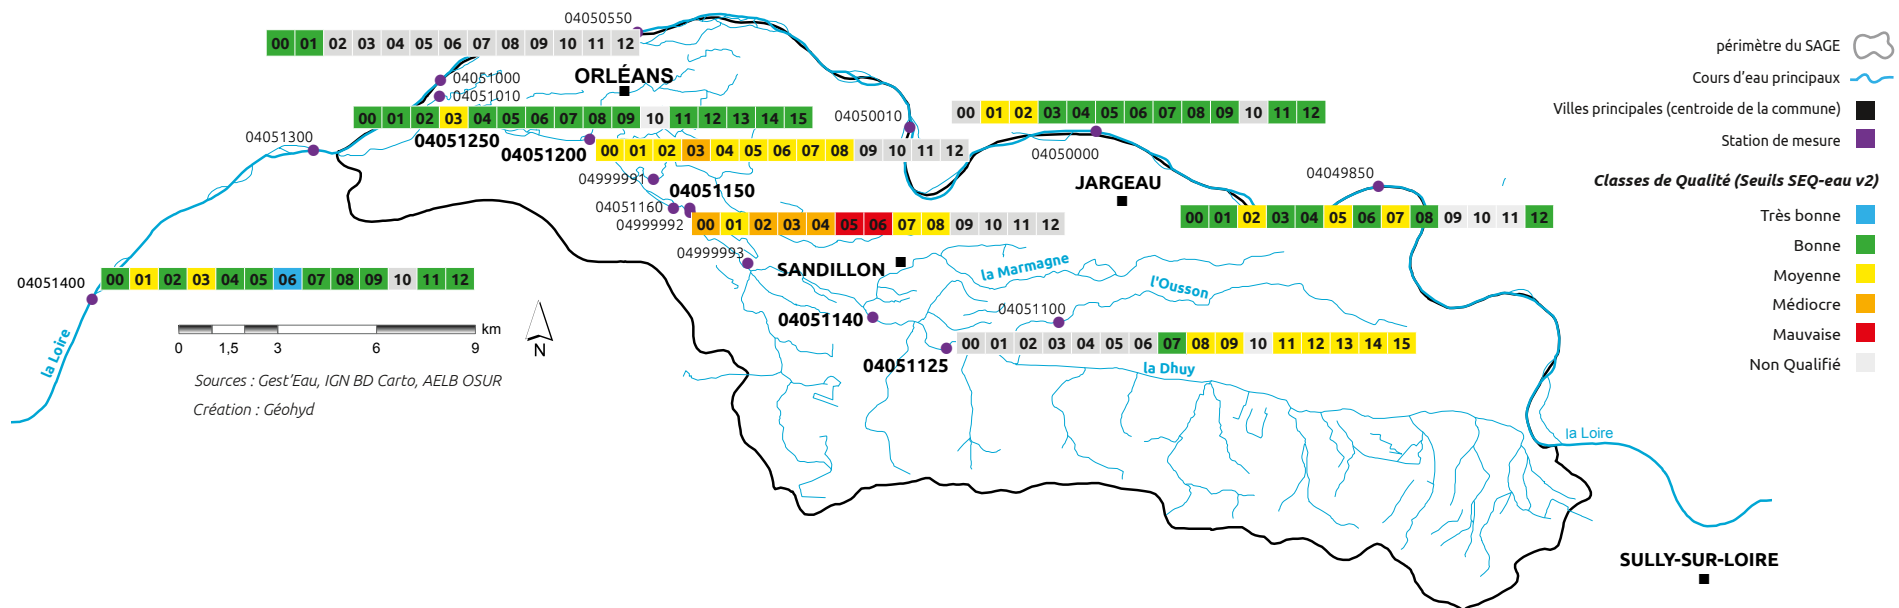 04050550
00 01 02 03 04 05 06 07 08 09 10 11 12
ORLÉANS
04051000
04051010
00 01 02 03 04 05 06 07 08 09 10 11 12 13 14 15
04051250
04051300
04051200
00 01 02 03 04 05 06 07 08 09 10 11 12
04050010
00 01 02 03 04 05 06 07 08 09 10 11 12
04050000
JARGEAU
04049850
00 01 02 03 04 05 06 07 08 09 10 11 12
04999991
04051150
04051160
04999992
00 01 02 03 04 05 06 07 08 09 10 11 12
04999993
SANDILLON
la Marmagne
l'Ousson
04051100
04051140
04051125
00 01 02 03 04 05 06 07 08 09 10 11 12 13 14 15
la Dhuy
04051400
00 01 02 03 04 05 06 07 08 09 10 11 12
la Loire
km
0 1,5 3 6 9
N
Sources : Gest'Eau, IGN BD Carto, AELB OSUR
Création : Géohyd
la Loire
SULLY-SUR-LOIRE
périmètre du SAGE
Cours d'eau principaux
Villes principales (centroide de la commune)
Station de mesure
Classes de Qualité (Seuils SEQ-eau v2)
Très bonne
Bonne
Moyenne
Médiocre
Mauvaise
Non Qualifié